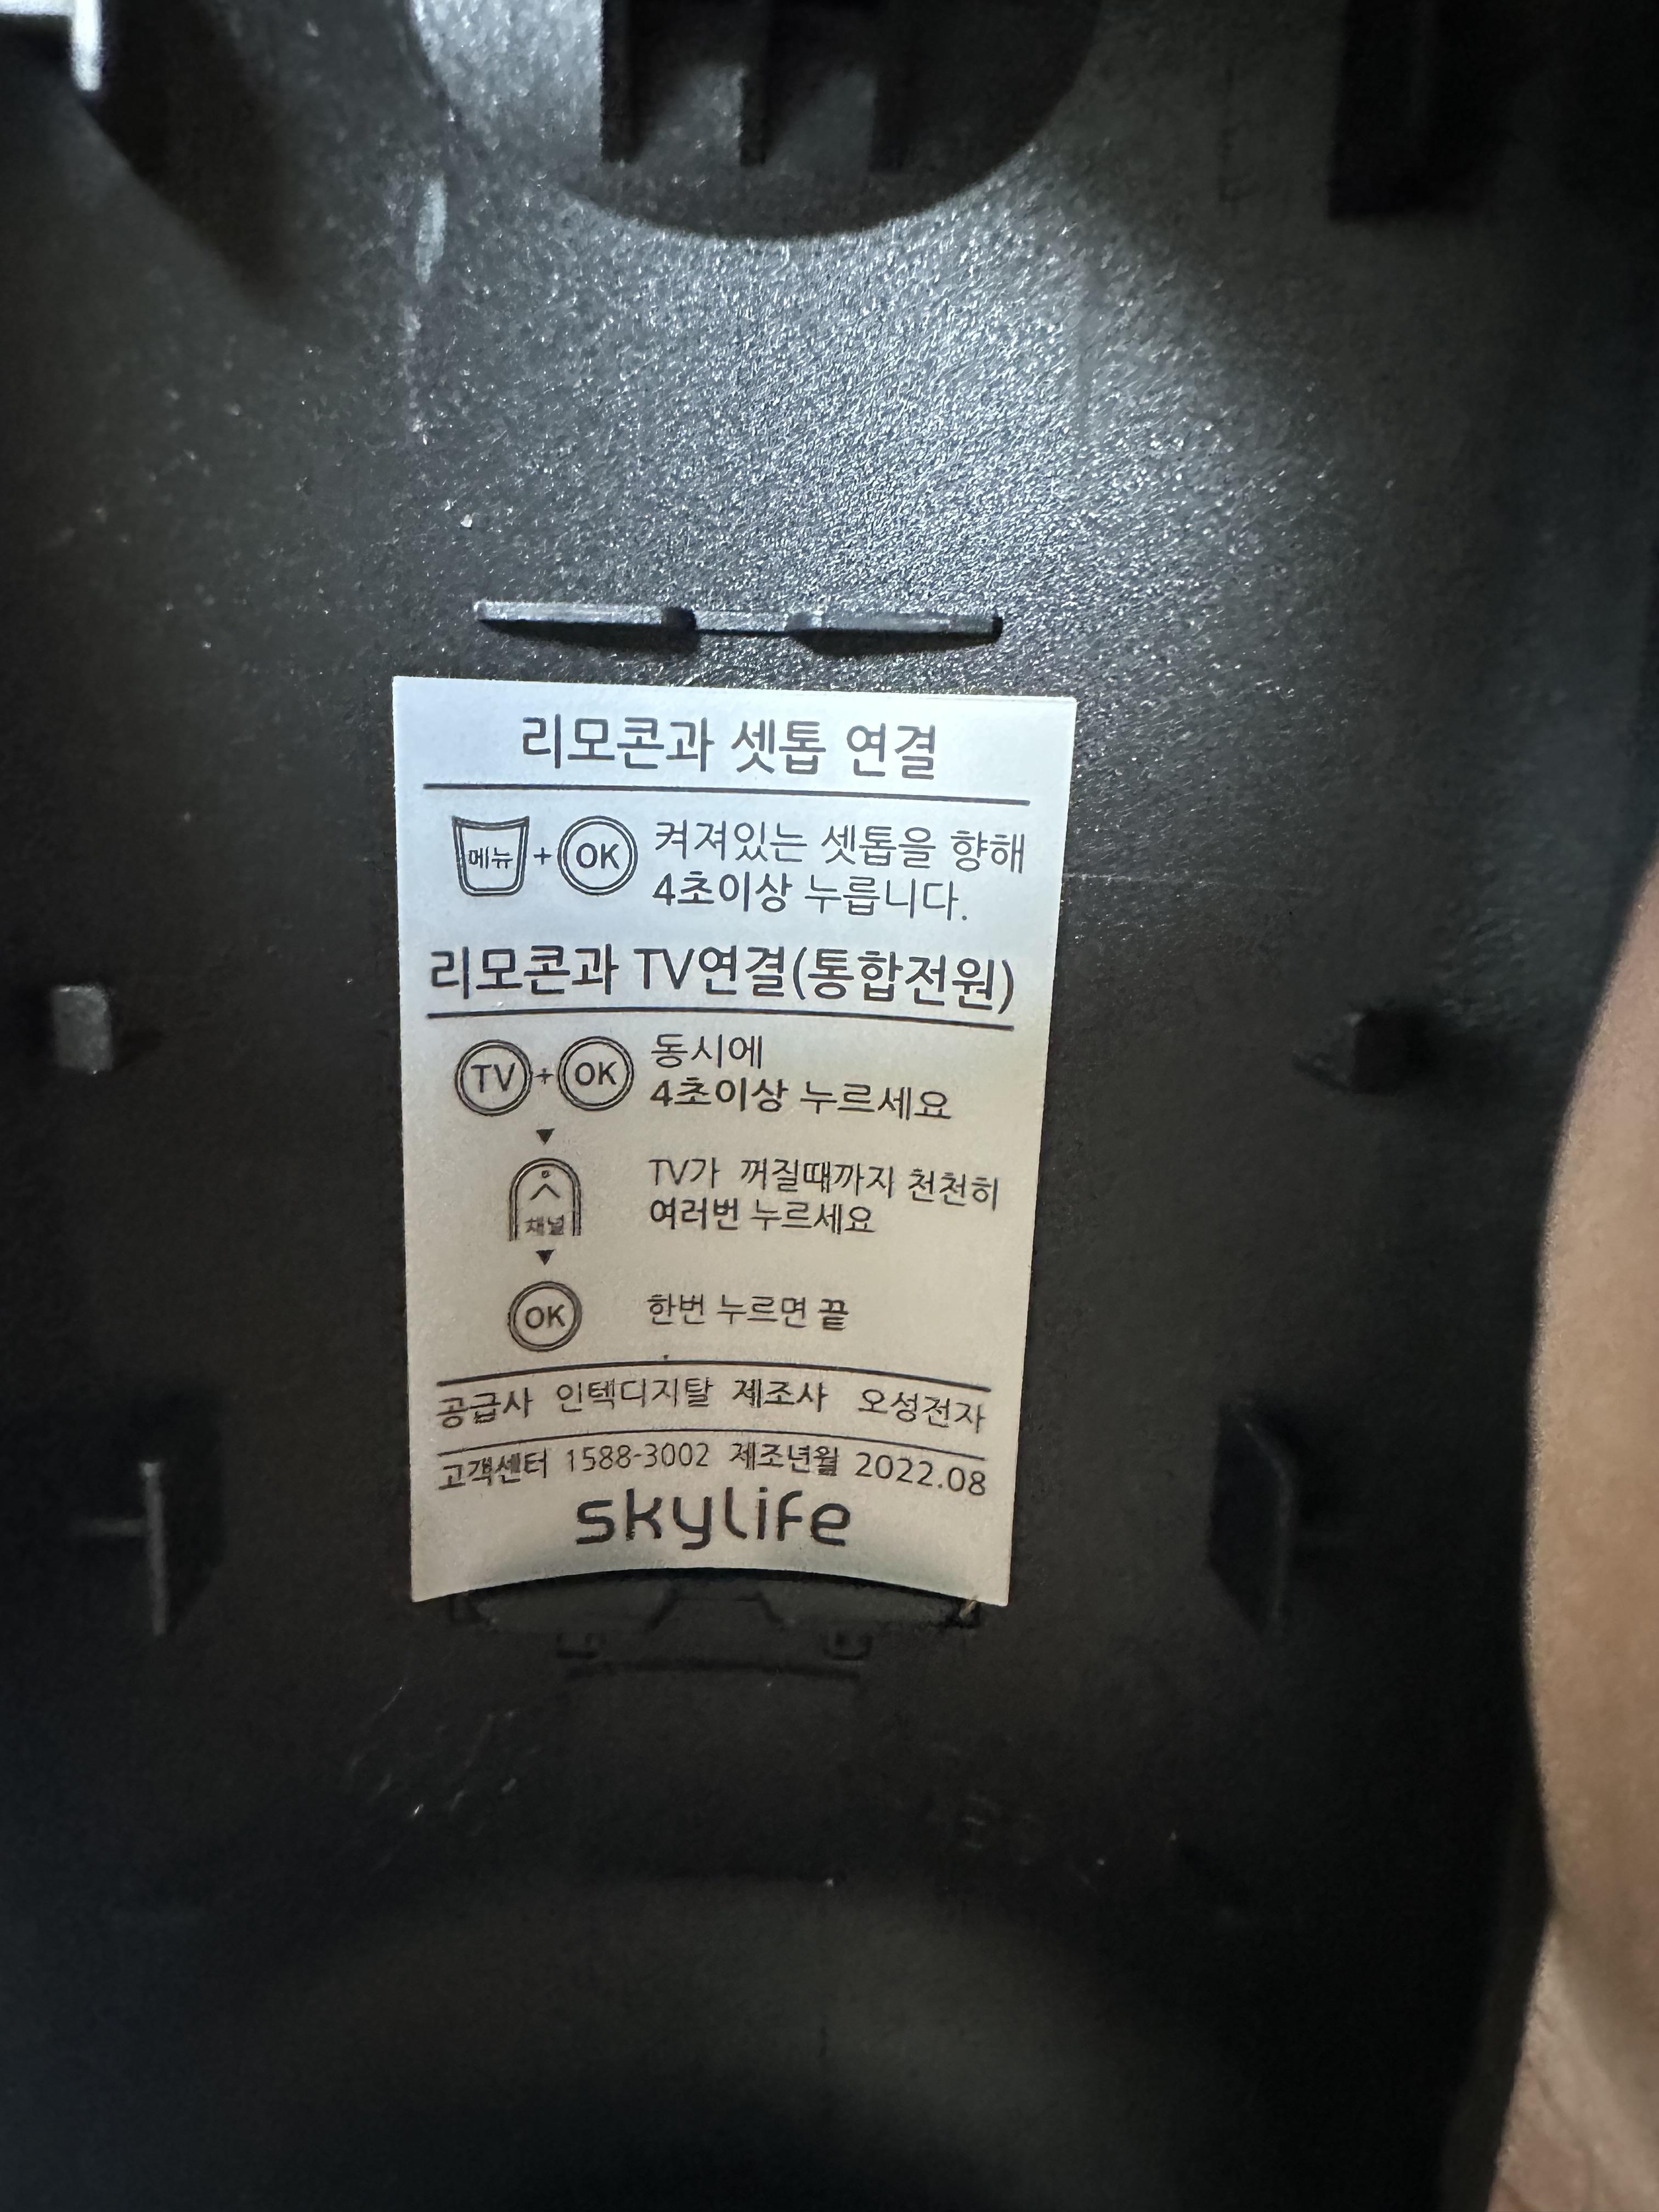 리모콘과 셋톱 연결
메뉴 + OK 켜져있는 셋톱을 향해
4초이상 누릅니다.
리모콘과 TV연결(통합전원)
TV + OK 동시에
4초이상 누르세요
채널 TV가 꺼질때까지 천천히
여러번 누르세요
OK 한번 누르면 끝
공급사 인텍디지탈 제조사 오성전자
고객센터 1588-3002 제조년월 2022.08
skylife